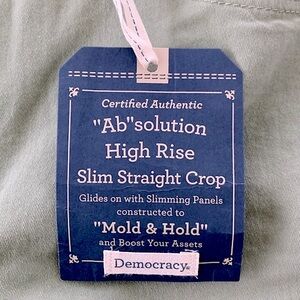 Certified Authentic
"Ab"solution
High Rise
Slim Straight Crop
Glides on with Slimming Panels
constructed to
"Mold & Hold"
and Boost Your Assets
Democracy®